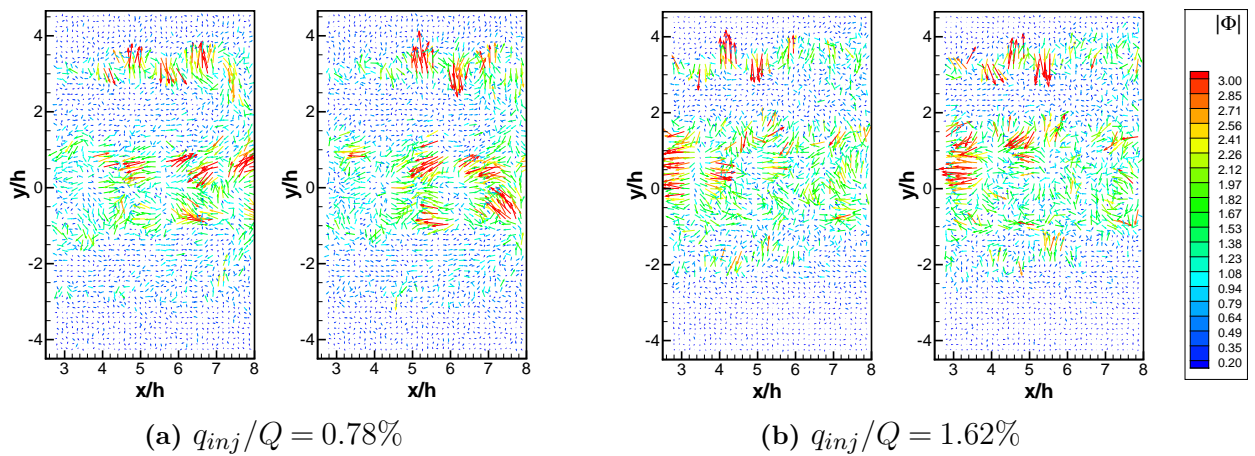 4
2
0
-2
-4
y/h
3 4 5 6 7 8
x/h
4
2
0
-2
-4
y/h
3 4 5 6 7 8
x/h
4
2
0
-2
-4
y/h
3 4 5 6 7 8
x/h
4
2
0
-2
-4
y/h
3 4 5 6 7 8
x/h
|Φ|
3.00
2.85
2.71
2.56
2.41
2.26
2.12
1.97
1.82
1.67
1.53
1.38
1.23
1.08
0.94
0.79
0.64
0.49
0.35
0.20
(a) q_{inj}/Q = 0.78%
(b) q_{inj}/Q = 1.62%